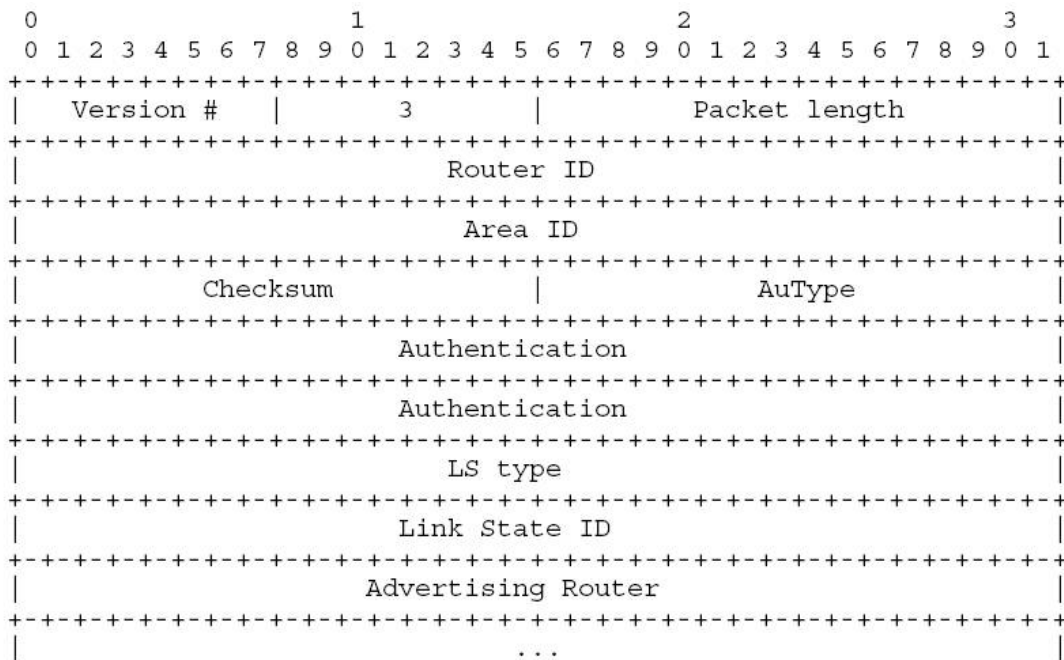 0                   1                   2                   3
0 1 2 3 4 5 6 7 8 9 0 1 2 3 4 5 6 7 8 9 0 1 2 3 4 5 6 7 8 9 0 1
+-+-+-+-+-+-+-+-+-+-+-+-+-+-+-+-+-+-+-+-+-+-+-+-+-+-+-+-+-+-+-+-+
|   Version #   |       3       |         Packet length         |
+-+-+-+-+-+-+-+-+-+-+-+-+-+-+-+-+-+-+-+-+-+-+-+-+-+-+-+-+-+-+-+-+
|                          Router ID                            |
+-+-+-+-+-+-+-+-+-+-+-+-+-+-+-+-+-+-+-+-+-+-+-+-+-+-+-+-+-+-+-+-+
|                           Area ID                             |
+-+-+-+-+-+-+-+-+-+-+-+-+-+-+-+-+-+-+-+-+-+-+-+-+-+-+-+-+-+-+-+-+
|           Checksum            |             AuType            |
+-+-+-+-+-+-+-+-+-+-+-+-+-+-+-+-+-+-+-+-+-+-+-+-+-+-+-+-+-+-+-+-+
|                       Authentication                          |
+-+-+-+-+-+-+-+-+-+-+-+-+-+-+-+-+-+-+-+-+-+-+-+-+-+-+-+-+-+-+-+-+
|                       Authentication                          |
+-+-+-+-+-+-+-+-+-+-+-+-+-+-+-+-+-+-+-+-+-+-+-+-+-+-+-+-+-+-+-+-+
|                          LS type                              |
+-+-+-+-+-+-+-+-+-+-+-+-+-+-+-+-+-+-+-+-+-+-+-+-+-+-+-+-+-+-+-+-+
|                       Link State ID                           |
+-+-+-+-+-+-+-+-+-+-+-+-+-+-+-+-+-+-+-+-+-+-+-+-+-+-+-+-+-+-+-+-+
|                     Advertising Router                        |
+-+-+-+-+-+-+-+-+-+-+-+-+-+-+-+-+-+-+-+-+-+-+-+-+-+-+-+-+-+-+-+-+
|                              ...                              |